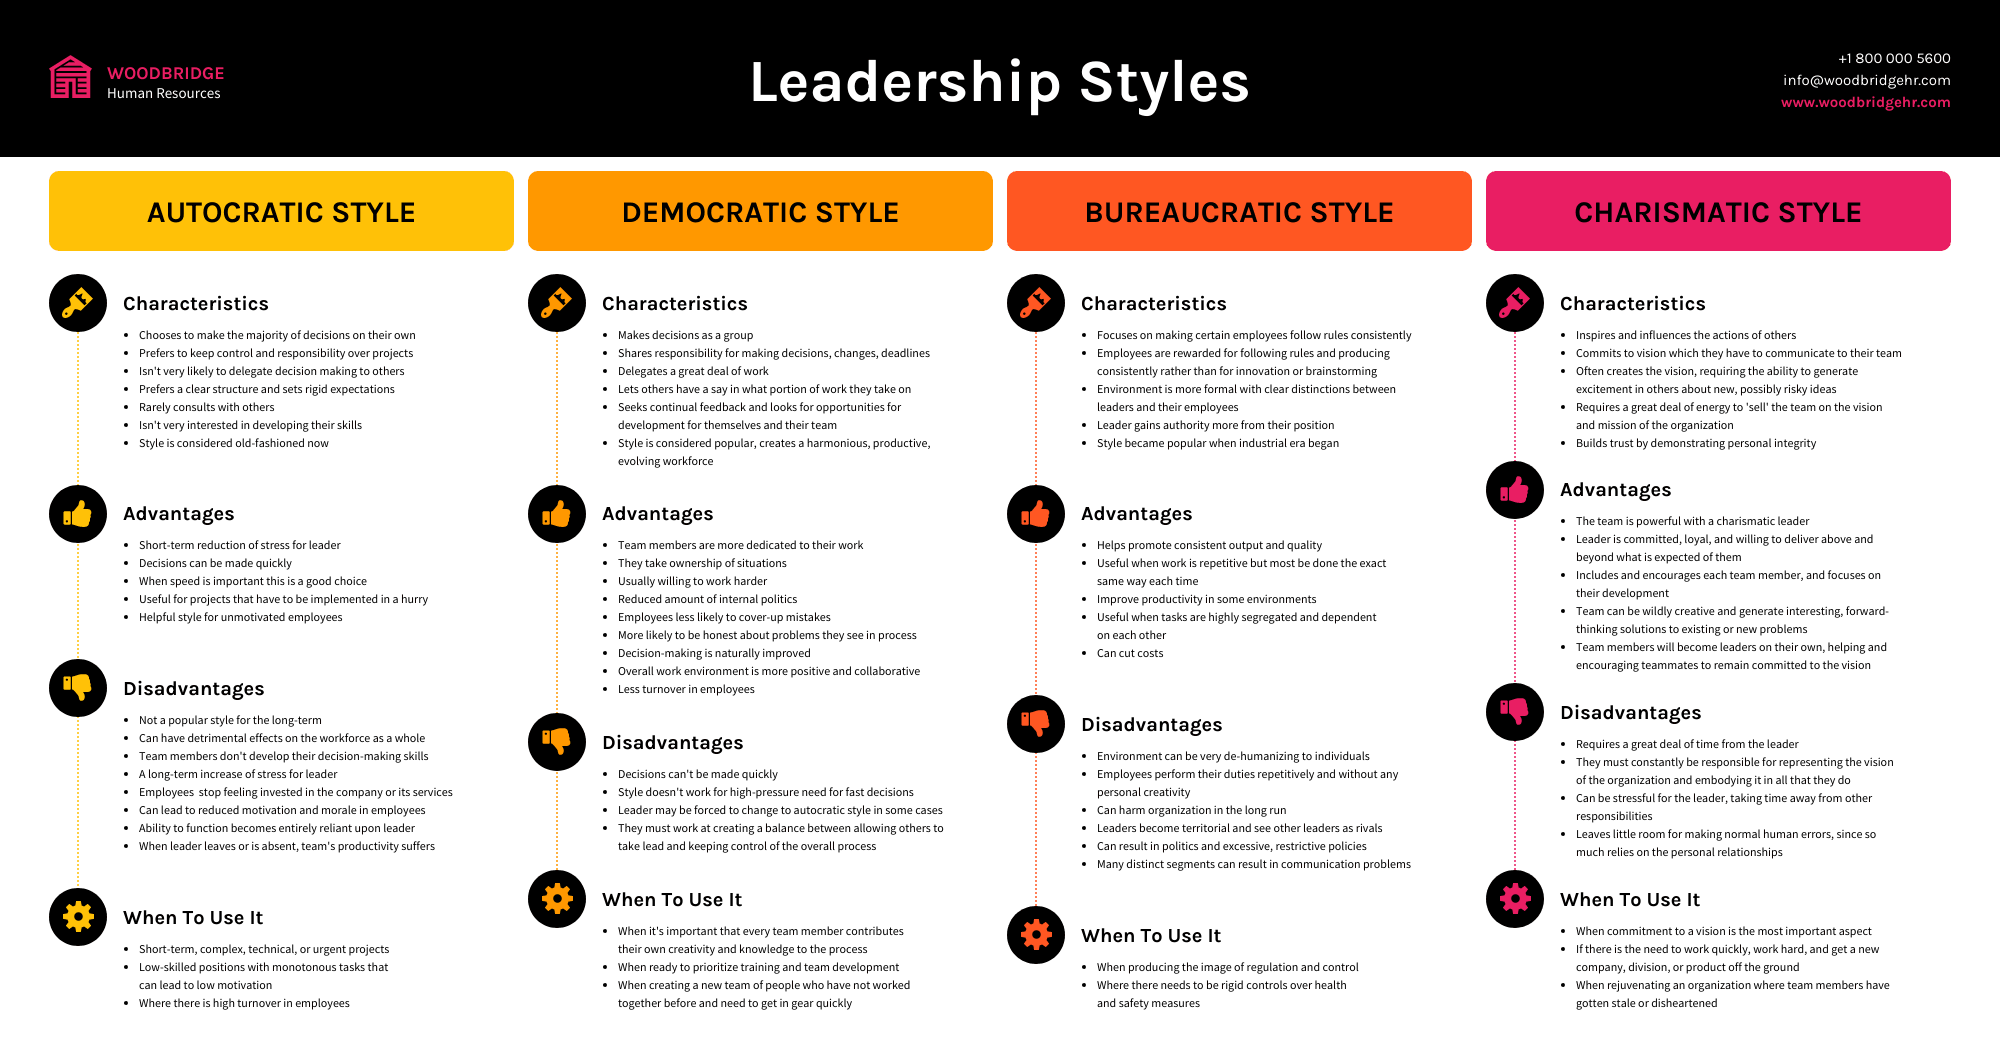 WOODBRIDGE
Human Resources
Leadership Styles
+1 800 000 5600
info@woodbridgehr.com
www.woodbridgehr.com
AUTOCRATIC STYLE
Characteristics
• Chooses to make the majority of decisions on their own
• Prefers to keep control and responsibility over projects
• Isn't very likely to delegate decision making to others
• Prefers a clear structure and sets rigid expectations
• Rarely consults with others
• Isn't very interested in developing their skills
• Style is considered old-fashioned now
Advantages
• Short-term reduction of stress for leader
• Decisions can be made quickly
• When speed is important this is a good choice
• Useful for projects that have to be implemented in a hurry
• Helpful style for unmotivated employees
Disadvantages
• Not a popular style for the long-term
• Can have detrimental effects on the workforce as a whole
• Team members don't develop their decision-making skills
• A long-term increase of stress for leader
• Employees  stop feeling invested in the company or its services
• Can lead to reduced motivation and morale in employees
• Ability to function becomes entirely reliant upon leader
• When leader leaves or is absent, team's productivity suffers
When To Use It
• Short-term, complex, technical, or urgent projects
• Low-skilled positions with monotonous tasks that
can lead to low motivation
• Where there is high turnover in employees
DEMOCRATIC STYLE
Characteristics
• Makes decisions as a group
• Shares responsibility for making decisions, changes, deadlines
• Delegates a great deal of work
• Lets others have a say in what portion of work they take on
• Seeks continual feedback and looks for opportunities for
development for themselves and their team
• Style is considered popular, creates a harmonious, productive,
evolving workforce
Advantages
• Team members are more dedicated to their work
• They take ownership of situations
• Usually willing to work harder
• Reduced amount of internal politics
• Employees less likely to cover-up mistakes
• More likely to be honest about problems they see in process
• Decision-making is naturally improved
• Overall work environment is more positive and collaborative
• Less turnover in employees
Disadvantages
• Decisions can't be made quickly
• Style doesn't work for high-pressure need for fast decisions
• Leader may be forced to change to autocratic style in some cases
• They must work at creating a balance between allowing others to
take lead and keeping control of the overall process
When To Use It
• When it's important that every team member contributes
their own creativity and knowledge to the process
• When ready to prioritize training and team development
• When creating a new team of people who have not worked
together before and need to get in gear quickly
BUREAUCRATIC STYLE
Characteristics
• Focuses on making certain employees follow rules consistently
• Employees are rewarded for following rules and producing
consistently rather than for innovation or brainstorming
• Environment is more formal with clear distinctions between
leaders and their employees
• Leader gains authority more from their position
• Style became popular when industrial era began
Advantages
• Helps promote consistent output and quality
• Useful when work is repetitive but most be done the exact
same way each time
• Improve productivity in some environments
• Useful when tasks are highly segregated and dependent
on each other
• Can cut costs
Disadvantages
• Environment can be very de-humanizing to individuals
• Employees perform their duties repetitively and without any
personal creativity
• Can harm organization in the long run
• Leaders become territorial and see other leaders as rivals
• Can result in politics and excessive, restrictive policies
• Many distinct segments can result in communication problems
When To Use It
• When producing the image of regulation and control
• Where there needs to be rigid controls over health
and safety measures
CHARISMATIC STYLE
Characteristics
• Inspires and influences the actions of others
• Commits to vision which they have to communicate to their team
• Often creates the vision, requiring the ability to generate
excitement in others about new, possibly risky ideas
• Requires a great deal of energy to 'sell' the team on the vision
and mission of the organization
• Builds trust by demonstrating personal integrity
Advantages
• The team is powerful with a charismatic leader
• Leader is committed, loyal, and willing to deliver above and
beyond what is expected of them
• Includes and encourages each team member, and focuses on
their development
• Team can be wildly creative and generate interesting, forward-
thinking solutions to existing or new problems
• Team members will become leaders on their own, helping and
encouraging teammates to remain committed to the vision
Disadvantages
• Requires a great deal of time from the leader
• They must constantly be responsible for representing the vision
of the organization and embodying it in all that they do
• Can be stressful for the leader, taking time away from other
responsibilities
• Leaves little room for making normal human errors, since so
much relies on the personal relationships
When To Use It
• When commitment to a vision is the most important aspect
• If there is the need to work quickly, work hard, and get a new
company, division, or product off the ground
• When rejuvenating an organization where team members have
gotten stale or disheartened